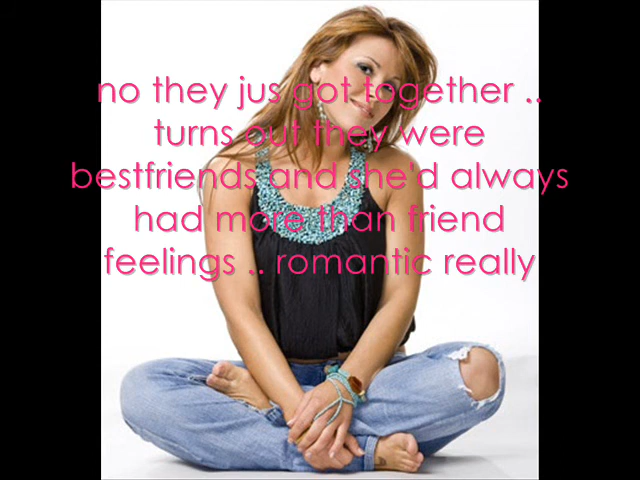 no they jus got together ..
turns out they were
bestfriends and she'd always
had more than friend
feelings .. romantic really